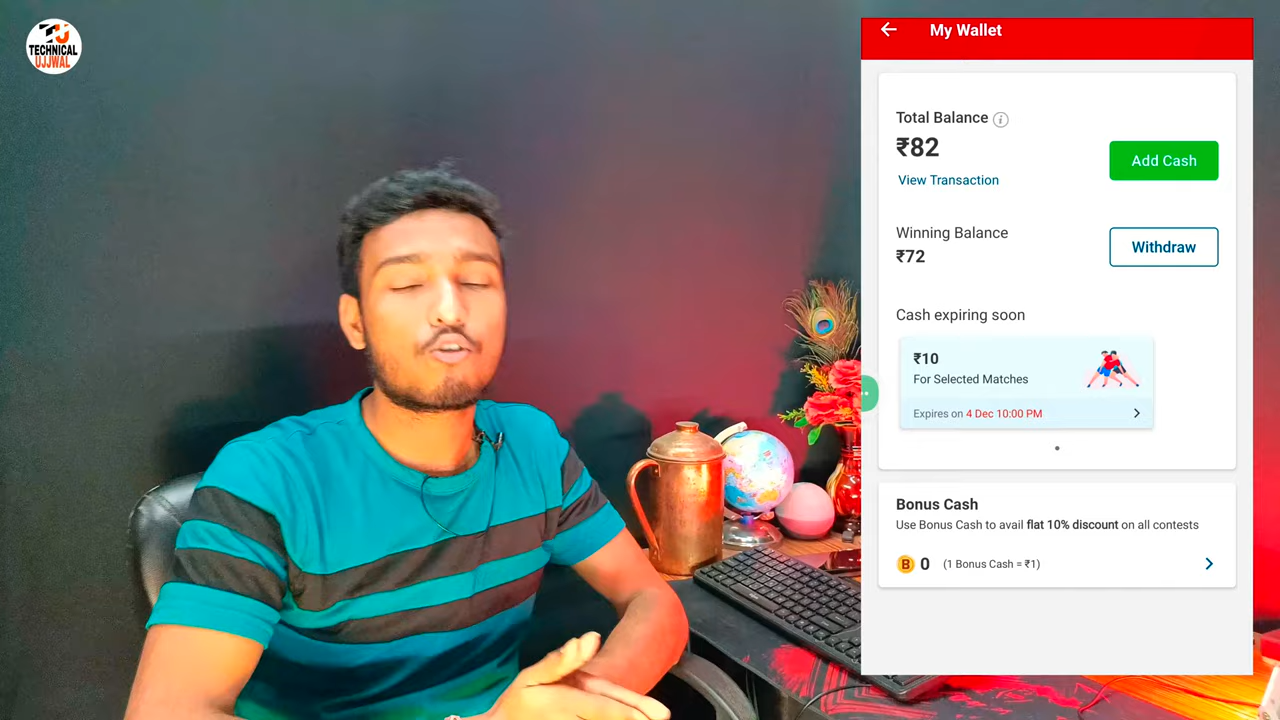 TJ
TECHNICAL
UJJWAL
My Wallet
Total Balance
₹82
Add Cash
View Transaction
Winning Balance
₹72
Withdraw
Cash expiring soon
₹10
For Selected Matches
Expires on 4 Dec 10:00 PM
Bonus Cash
Use Bonus Cash to avail flat 10% discount on all contests
B 0 (1 Bonus Cash = ₹1)